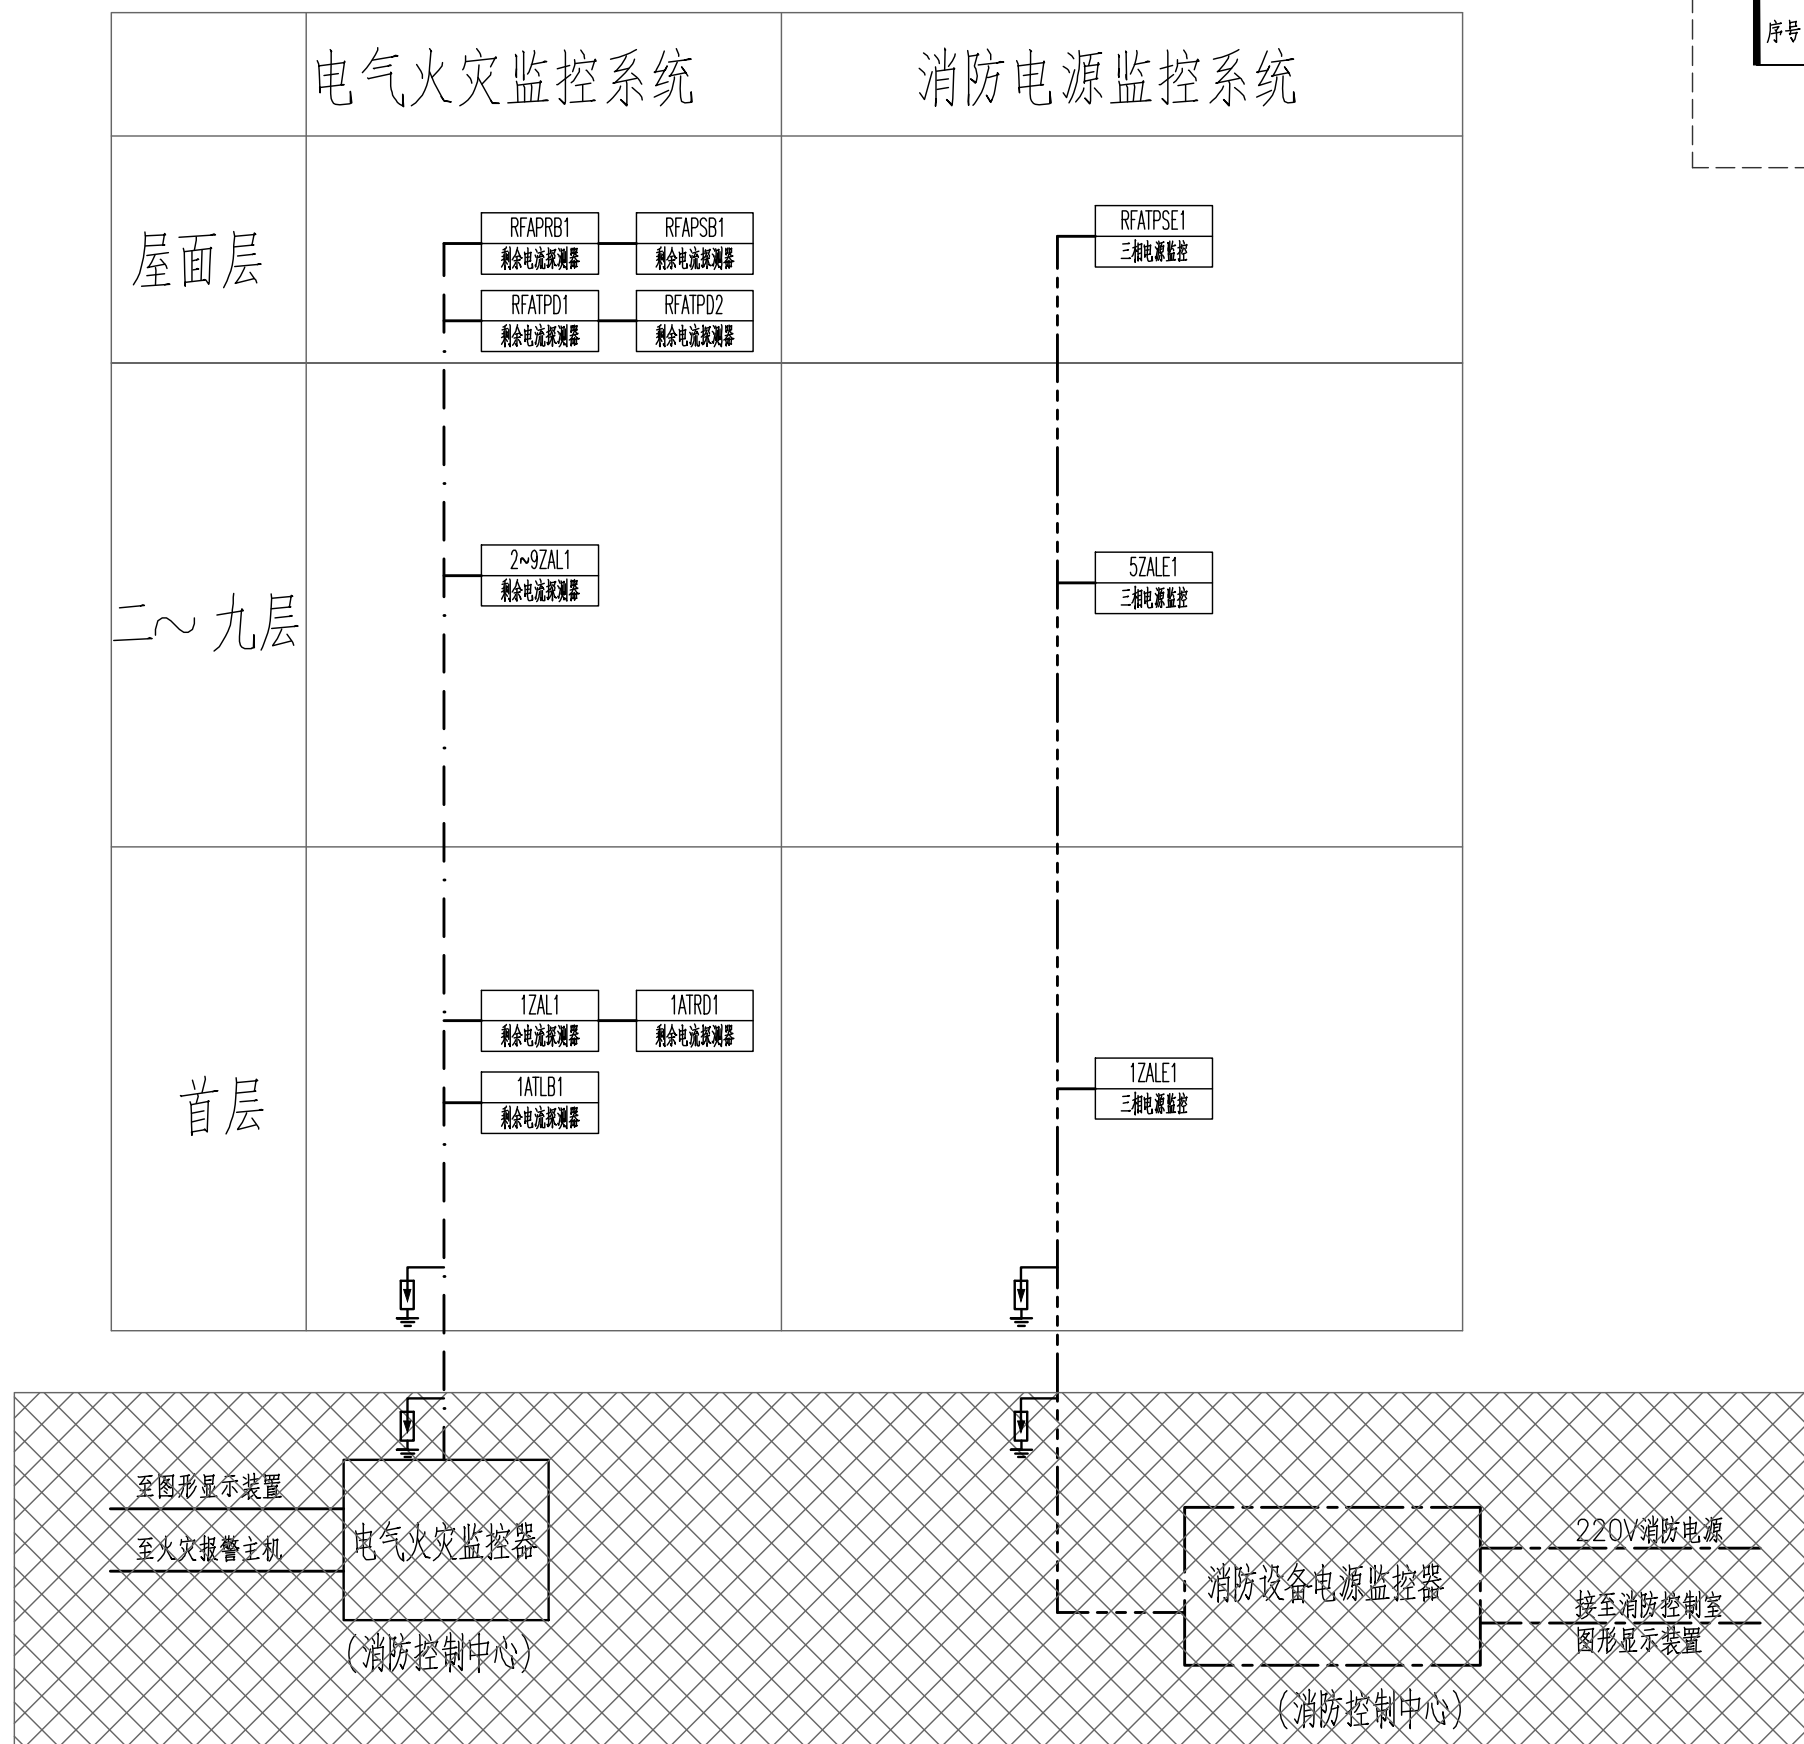 序号
电气火灾监控系统
消防电源监控系统
屋面层
RFAPRB1
剩余电流探测器
RFAPSB1
剩余电流探测器
RFATPD1
剩余电流探测器
RFATPD2
剩余电流探测器
RFATPSE1
三相电源监控
二～九层
2~9ZAL1
剩余电流探测器
5ZALE1
三相电源监控
首层
1ZAL1
剩余电流探测器
1ATRD1
剩余电流探测器
1ATLB1
剩余电流探测器
1ZALE1
三相电源监控
至图形显示装置
至火灾报警主机
电气火灾监控器
(消防控制中心)
消防设备电源监控器
(消防控制中心)
220V消防电源
接至消防控制室
图形显示装置